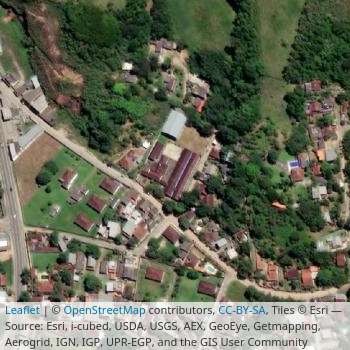 Leaflet | © OpenStreetMap contributors, CC-BY-SA, Tiles © Esri —
Source: Esri, i-cubed, USDA, USGS, AEX, GeoEye, Getmapping,
Aerogrid, IGN, IGP, UPR-EGP, and the GIS User Community